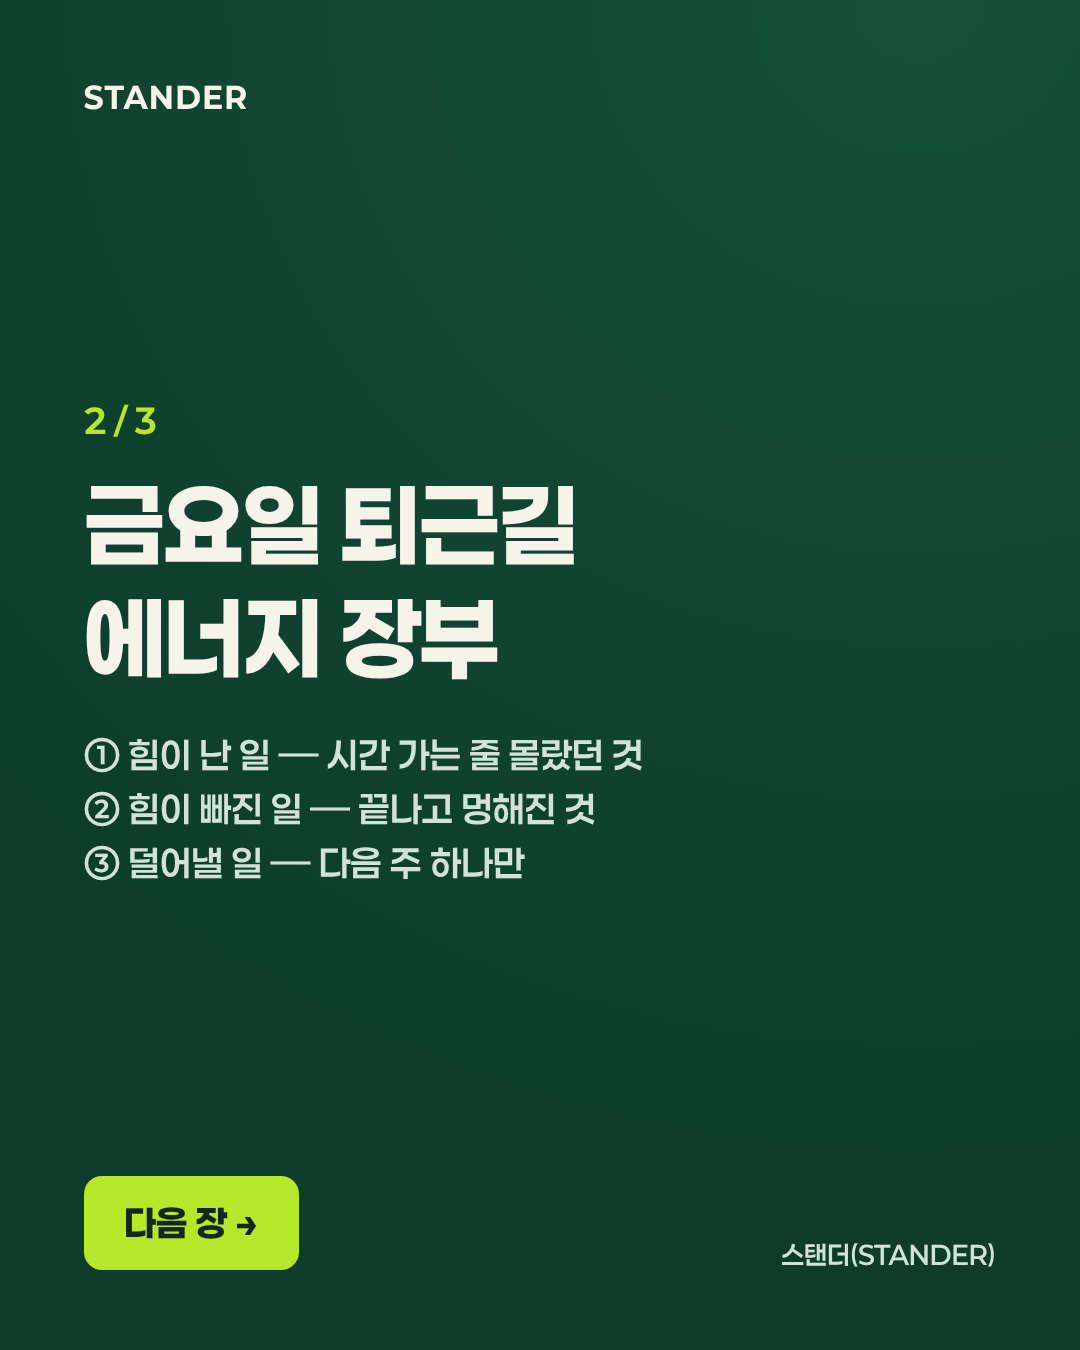 STANDER
2 / 3
금요일 퇴근길
에너지 장부
① 힘이 난 일 — 시간 가는 줄 몰랐던 것
② 힘이 빠진 일 — 끝나고 멍해진 것
③ 덜어낼 일 — 다음 주 하나만
다음 장 →
스탠더(STANDER)